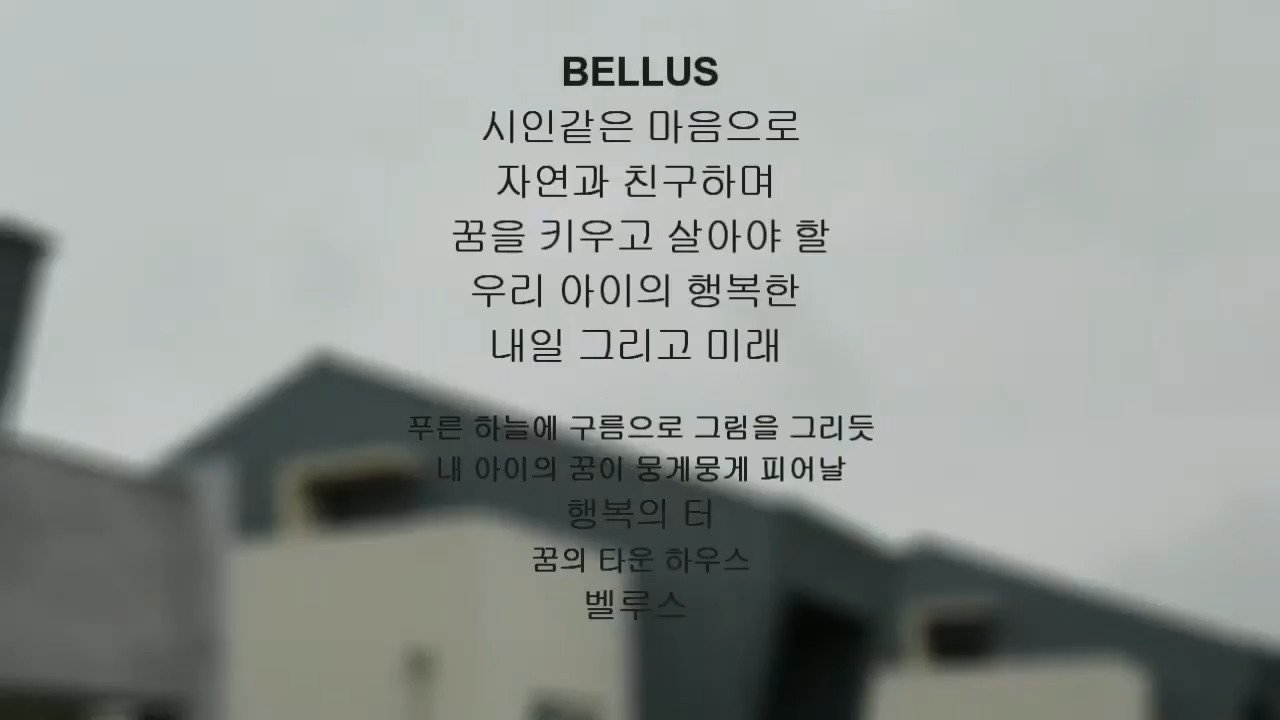 BELLUS
시인같은 마음으로
자연과 친구하며
꿈을 키우고 살아야 할
우리 아이의 행복한
내일 그리고 미래
푸른 하늘에 구름으로 그림을 그리듯
내 아이의 꿈이 뭉게뭉게 피어날
행복의 터
꿈의 타운 하우스
벨루스